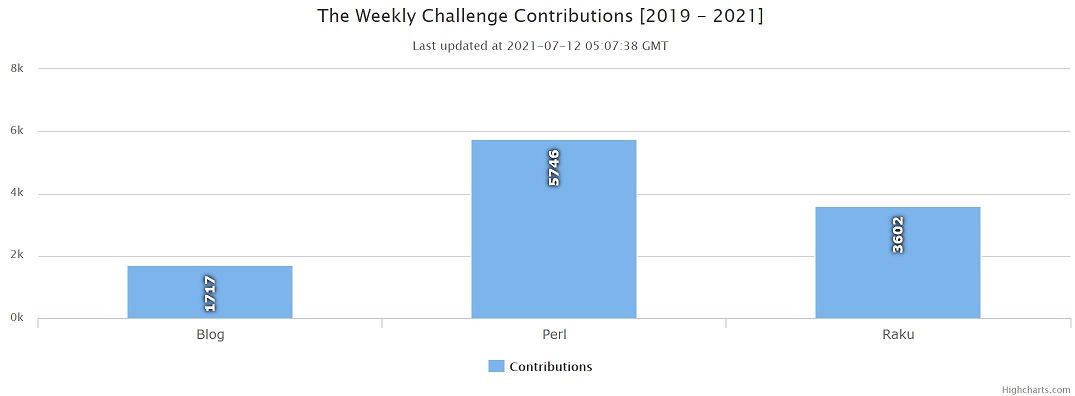 The Weekly Challenge Contributions [2019 - 2021]
Last updated at 2021-07-12 05:07:38 GMT
8k
6k
4k
2k
0k
1717
5746
3602
Blog
Perl
Raku
Contributions
Highcharts.com